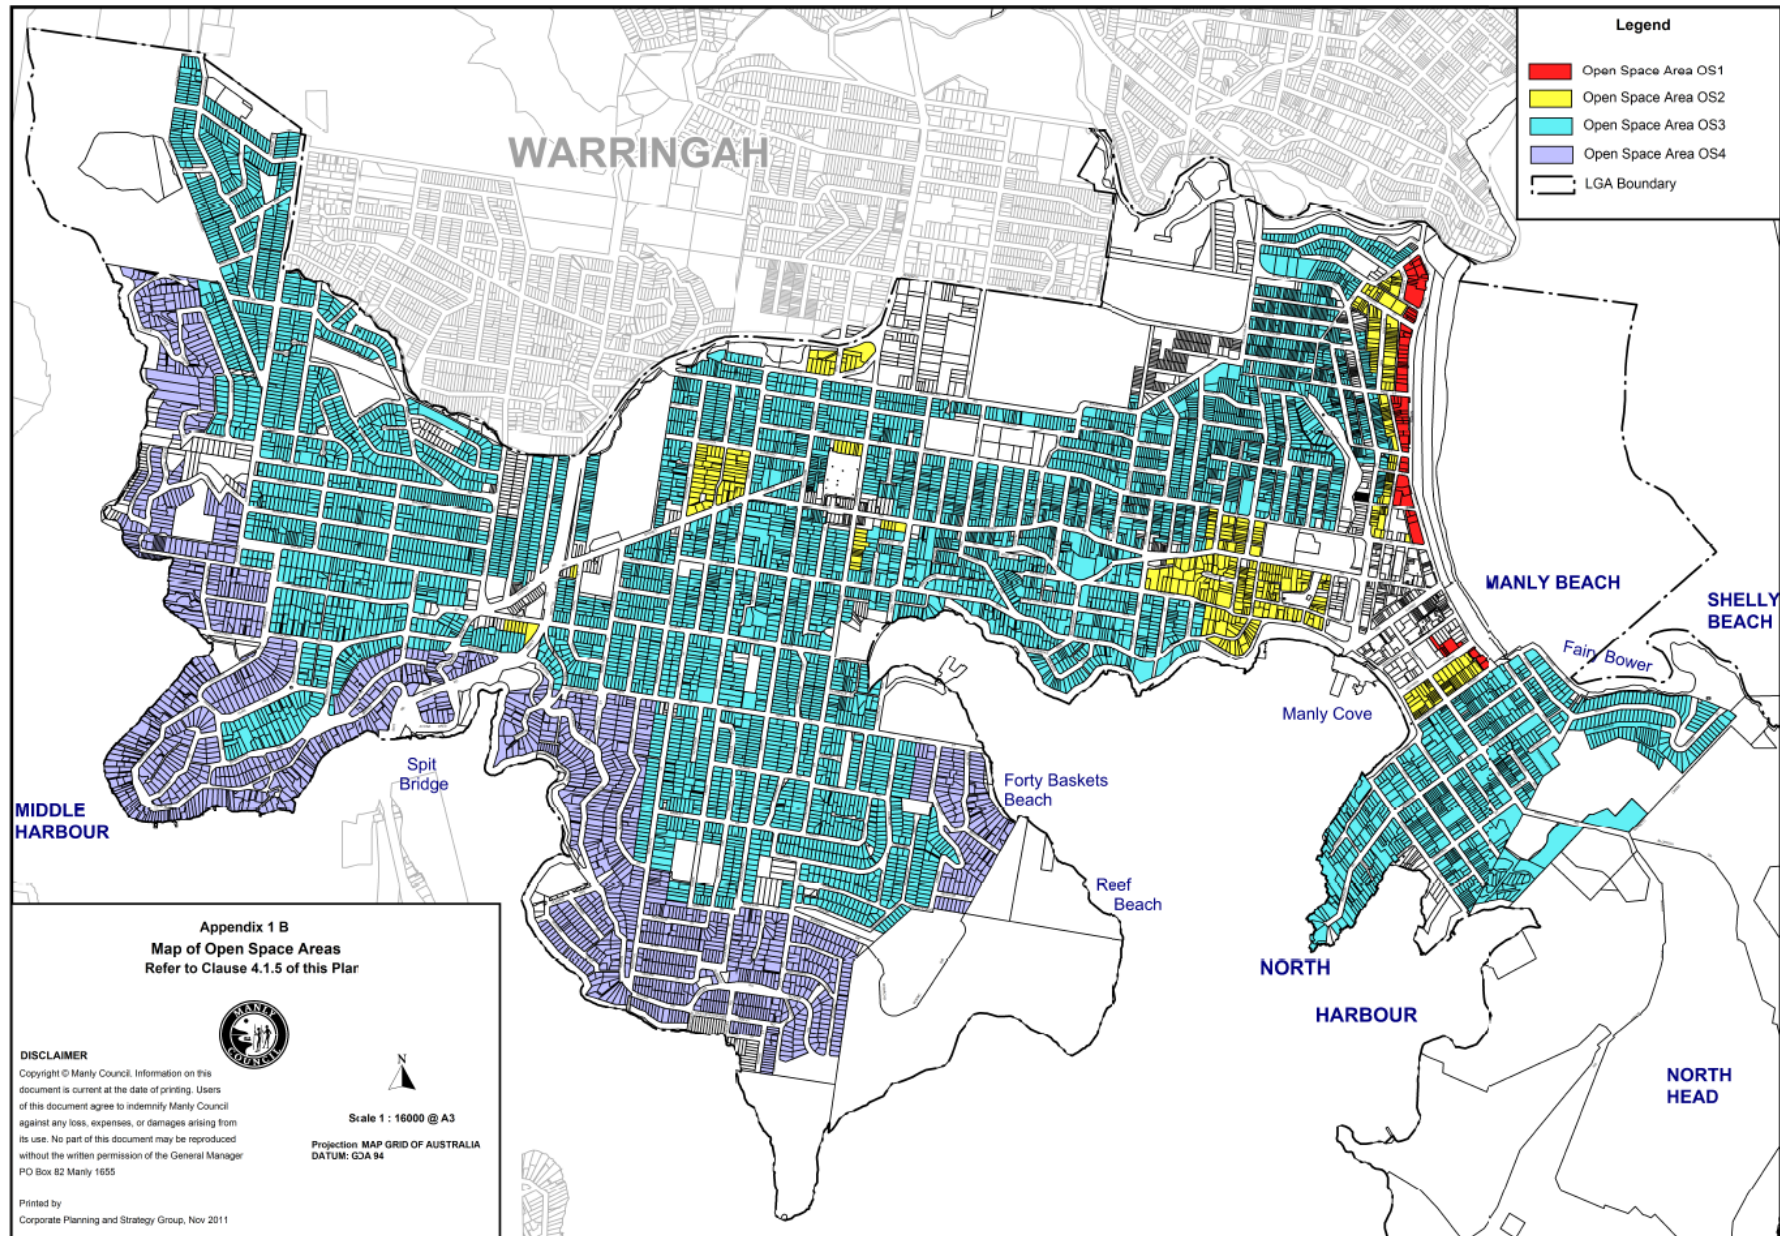 Legend
Open Space Area OS1
Open Space Area OS2
Open Space Area OS3
Open Space Area OS4
LGA Boundary
WARRINGAH
MANLY BEACH
SHELLY
BEACH
Fairy Bower
Manly Cove
Spit
Bridge
Forty Baskets
Beach
MIDDLE
HARBOUR
Reef
Beach
NORTH
HARBOUR
NORTH
HEAD
Appendix 1 B
Map of Open Space Areas
Refer to Clause 4.1.5 of this Plar
MANLY
COUNCIL
DISCLAIMER
Copyright © Manly Council. Information on this
document is current at the date of printing. Users
of this document agree to indemnify Manly Council
against any loss, expenses, or damages arising from
its use. No part of this document may be reproduced
without the written permission of the General Manager
PO Box 82 Manly 1655
Printed by
Corporate Planning and Strategy Group, Nov 2011
N
Scale 1 : 16000 @ A3
Projection MAP GRID OF AUSTRALIA
DATUM: GDA 94